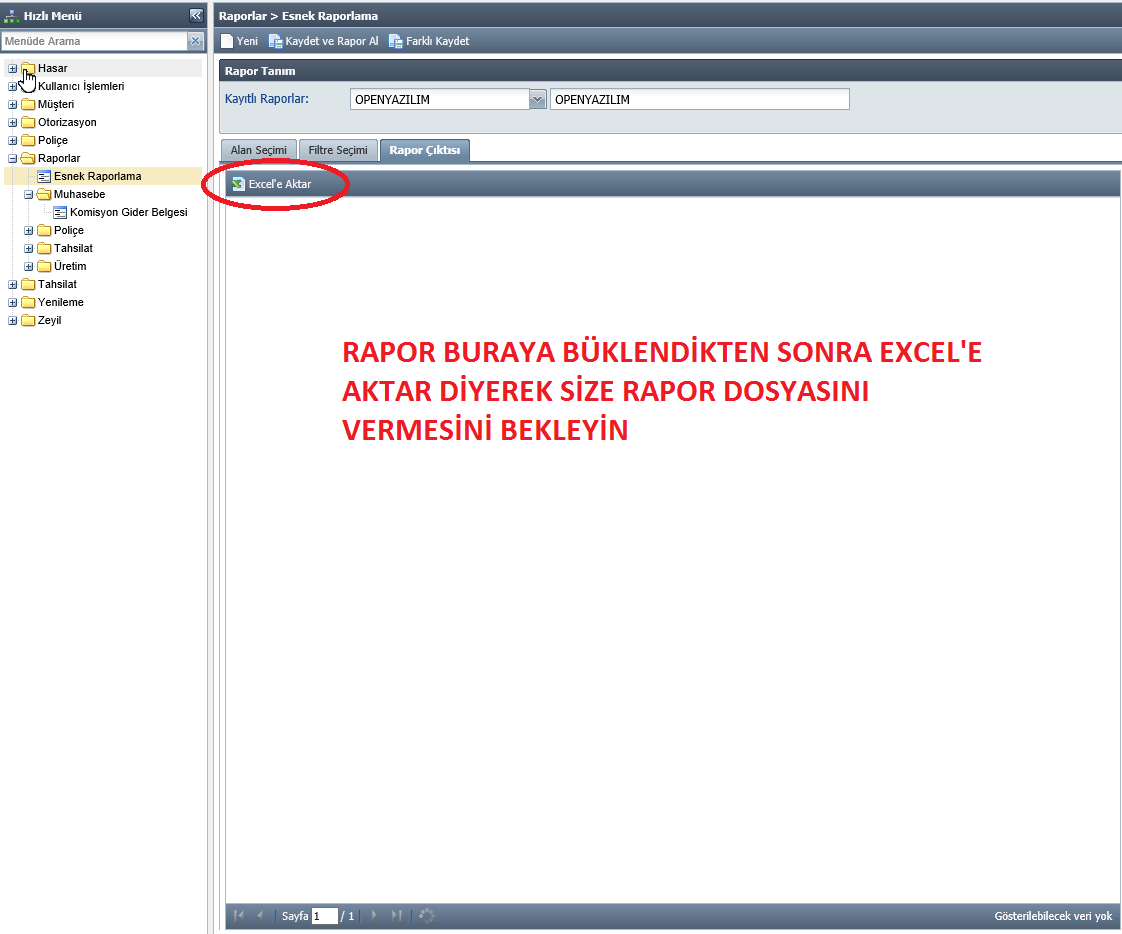 Hızlı Menü
Menüde Arama
Hasar
Kullanıcı İşlemleri
Müşteri
Otorizasyon
Poliçe
Raporlar
Esnek Raporlama
Muhasebe
Komisyon Gider Belgesi
Poliçe
Tahsilat
Üretim
Tahsilat
Yenileme
Zeyil
Raporlar > Esnek Raporlama
Yeni Kaydet ve Rapor Al Farklı Kaydet
Rapor Tanım
Kayıtlı Raporlar: OPENYAZILIM OPENYAZILIM
Alan Seçimi Filtre Seçimi Rapor Çıktısı
Excel'e Aktar
RAPOR BURAYA BÜKLENDİKTEN SONRA EXCEL'E
AKTAR DİYEREK SİZE RAPOR DOSYASINI
VERMESİNİ BEKLEYİN
Sayfa 1 / 1 Gösterilebilecek veri yok